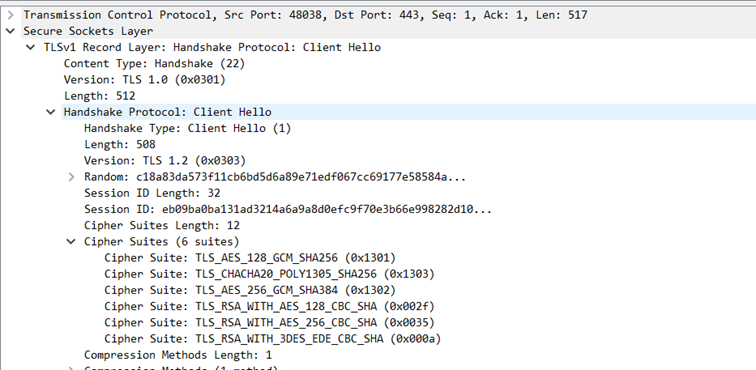 Transmission Control Protocol, Src Port: 48038, Dst Port: 443, Seq: 1, Ack: 1, Len: 517
Secure Sockets Layer
TLSv1 Record Layer: Handshake Protocol: Client Hello
Content Type: Handshake (22)
Version: TLS 1.0 (0x0301)
Length: 512
Handshake Protocol: Client Hello
Handshake Type: Client Hello (1)
Length: 508
Version: TLS 1.2 (0x0303)
Random: c18a83da573f11cb6bd5d6a89e71edf067cc69177e58584a...
Session ID Length: 32
Session ID: eb09ba0ba131ad3214a6a9a8d0efc9f70e3b66e998282d10...
Cipher Suites Length: 12
Cipher Suites (6 suites)
Cipher Suite: TLS_AES_128_GCM_SHA256 (0x1301)
Cipher Suite: TLS_CHACHA20_POLY1305_SHA256 (0x1303)
Cipher Suite: TLS_AES_256_GCM_SHA384 (0x1302)
Cipher Suite: TLS_RSA_WITH_AES_128_CBC_SHA (0x002f)
Cipher Suite: TLS_RSA_WITH_AES_256_CBC_SHA (0x0035)
Cipher Suite: TLS_RSA_WITH_3DES_EDE_CBC_SHA (0x000a)
Compression Methods Length: 1
Compression Methods (1 method)